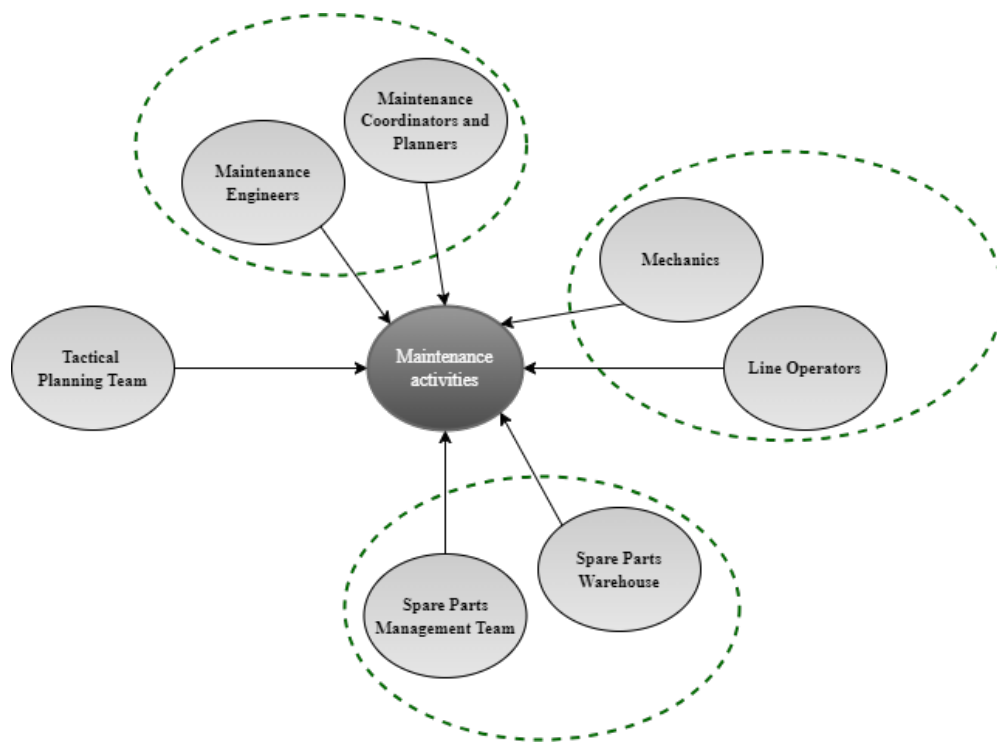 Maintenance
Coordinators and
Planners
Maintenance
Engineers
Mechanics
Tactical
Planning Team
Maintenance
activities
Line Operators
Spare Parts
Warehouse
Spare Parts
Management Team